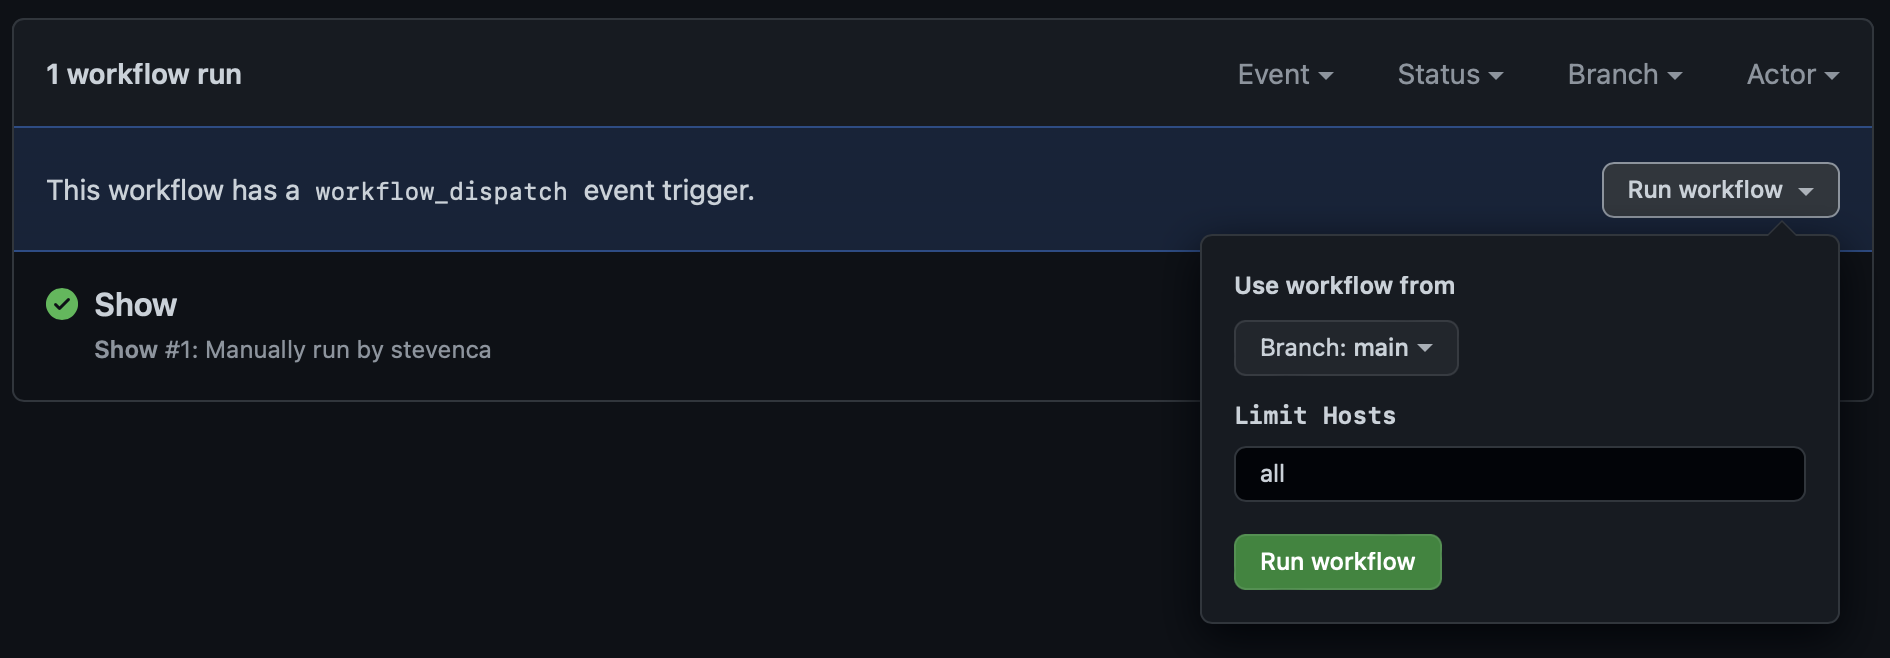 1 workflow run
Event
Status
Branch
Actor
This workflow has a workflow_dispatch event trigger.
Run workflow
Show
Show #1: Manually run by stevenca
Use workflow from
Branch: main
Limit Hosts
all
Run workflow